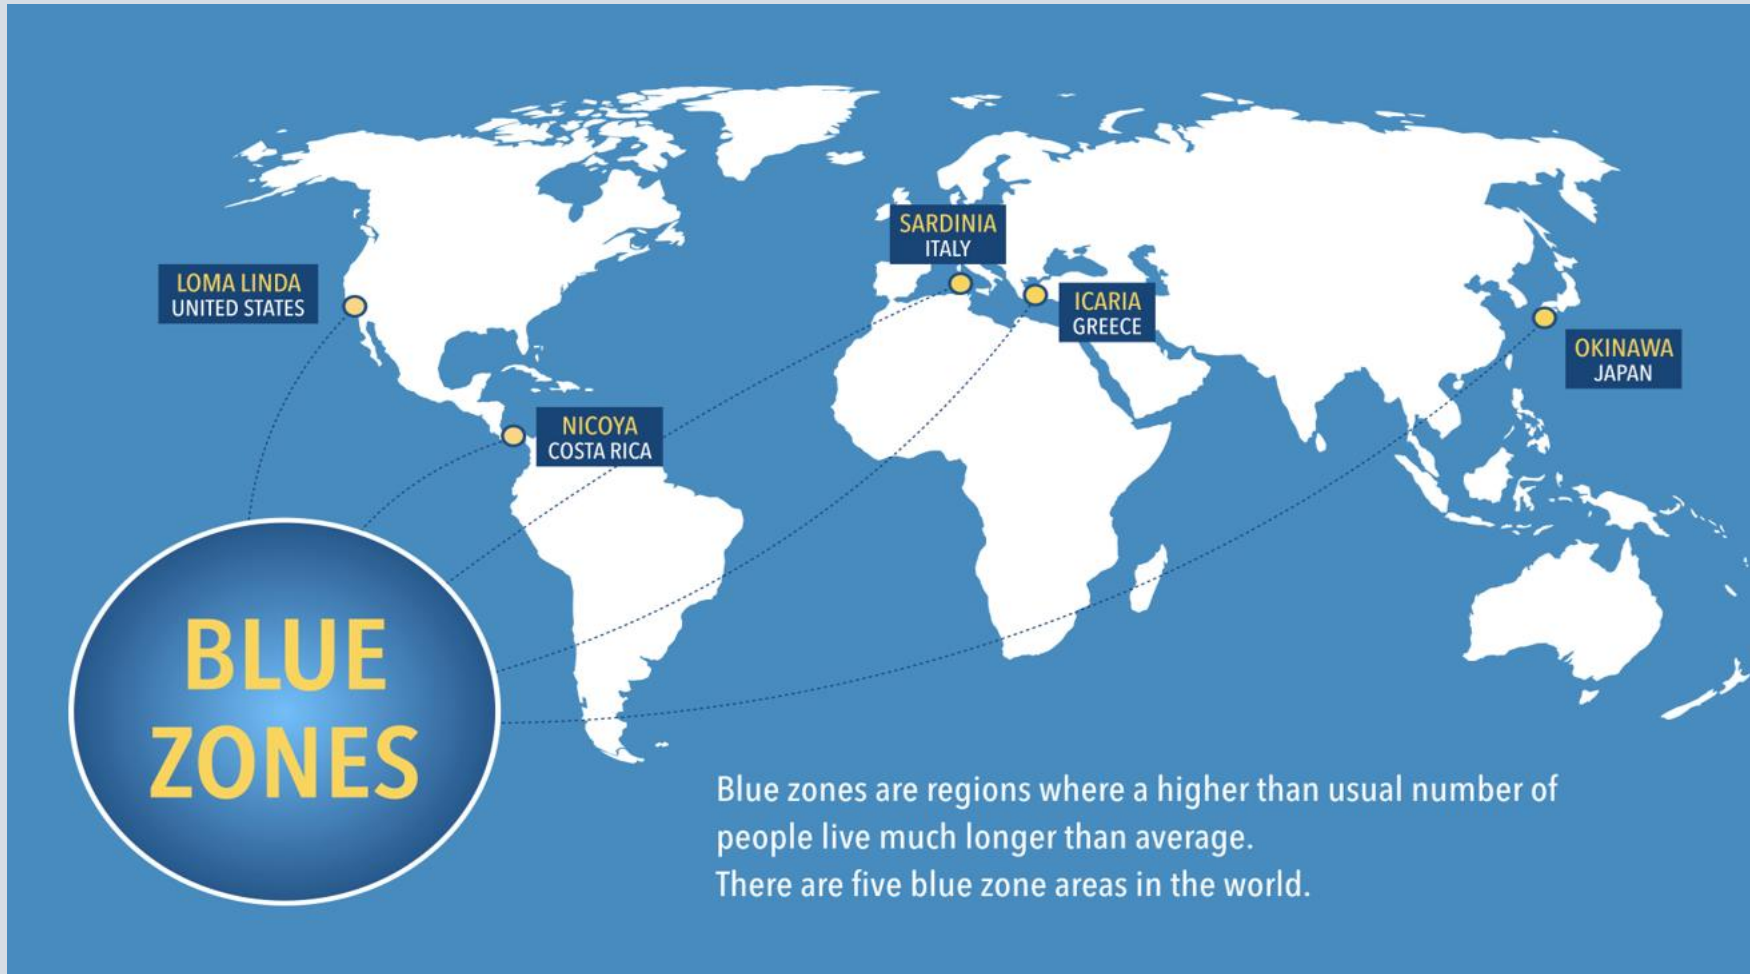 SARDINIA
ITALY
LOMA LINDA
UNITED STATES
ICARIA
GREECE
OKINAWA
JAPAN
NICOYA
COSTA RICA
BLUE
ZONES
Blue zones are regions where a higher than usual number of
people live much longer than average.
There are five blue zone areas in the world.